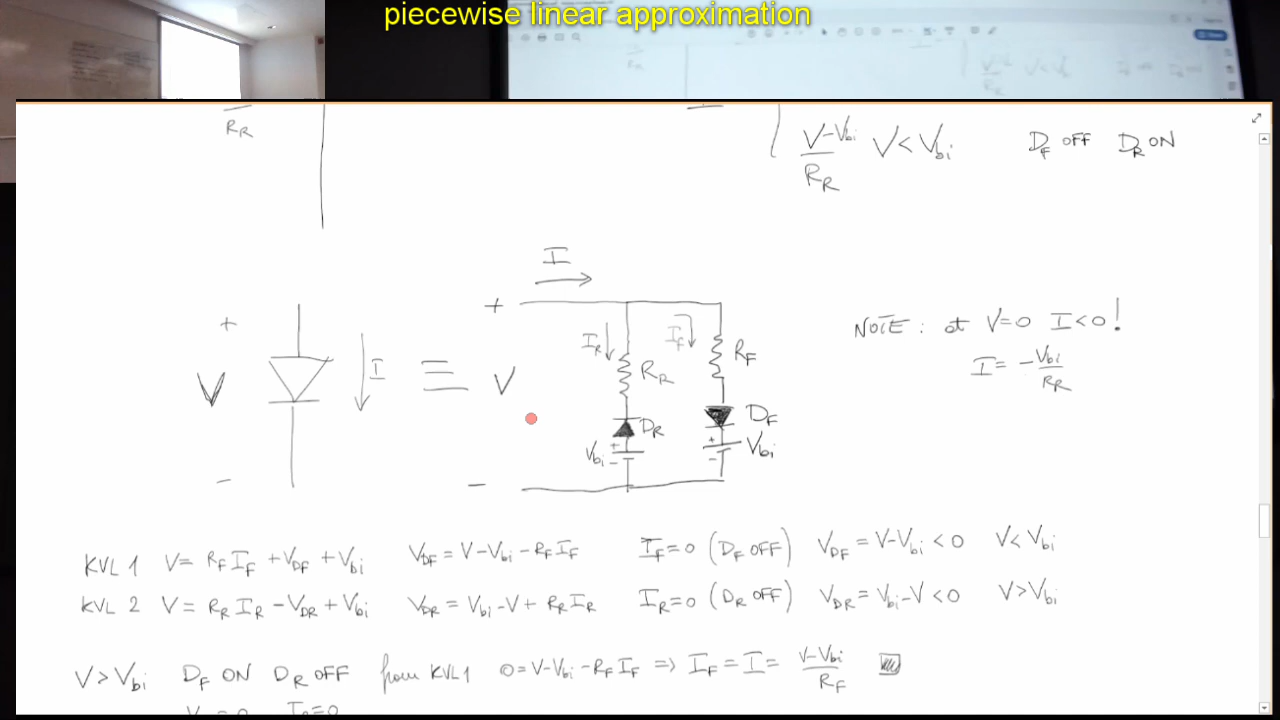 piecewise linear approximation
R_R
V-V_bi / R_R V<V_bi D_F OFF D_R ON
I
+ +
V I ≡ V I_R R_R I_F R_F
D_R D_F
V_bi + - + - V_bi
- -
NOTE: at V=0 I<0!
I = -V_bi / R_R
KVL 1 V= R_F I_F +V_DF +V_bi V_DF = V-V_bi - R_F I_F I_F=0 (D_F OFF) V_DF = V-V_bi <0 V< V_bi
KVL 2 V= R_R I_R -V_DR +V_bi V_DR = V_bi -V+ R_R I_R I_R=0 (D_R OFF) V_DR = V_bi -V <0 V>V_bi
V>V_bi D_F ON D_R OFF from KVL1 0=V-V_bi -R_F I_F ⇒ I_F = I = V-V_bi / R_F